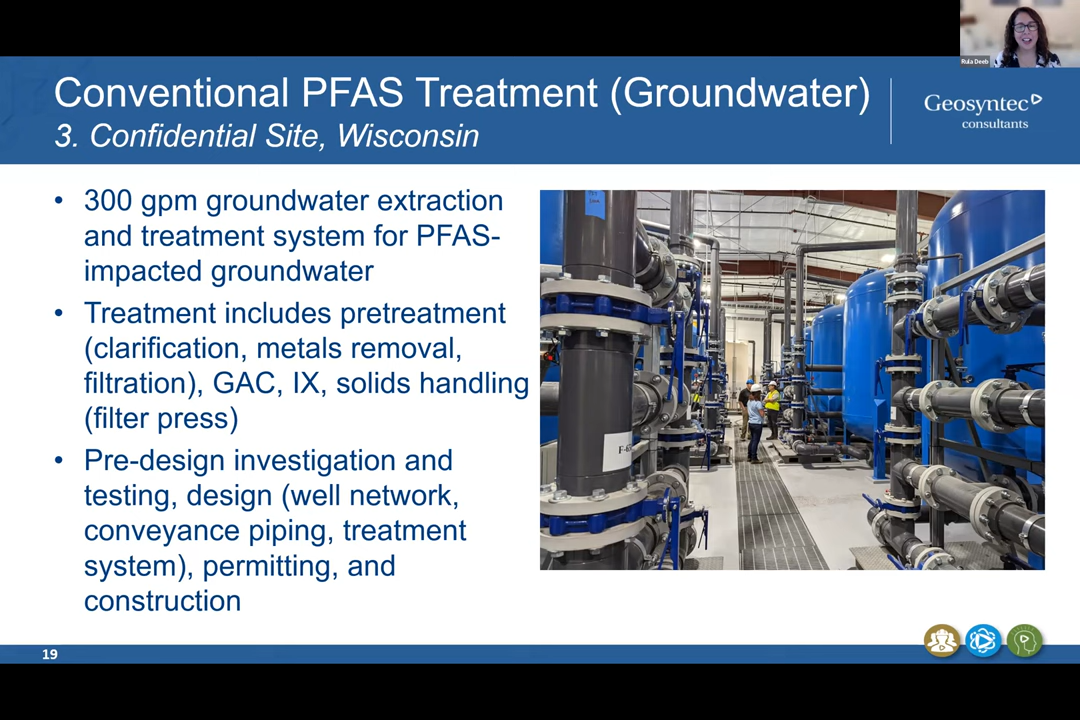 Rula Deeb
Conventional PFAS Treatment (Groundwater)
3. Confidential Site, Wisconsin
Geosyntec
consultants
• 300 gpm groundwater extraction
and treatment system for PFAS-
impacted groundwater
• Treatment includes pretreatment
(clarification, metals removal,
filtration), GAC, IX, solids handling
(filter press)
• Pre-design investigation and
testing, design (well network,
conveyance piping, treatment
system), permitting, and
construction
19